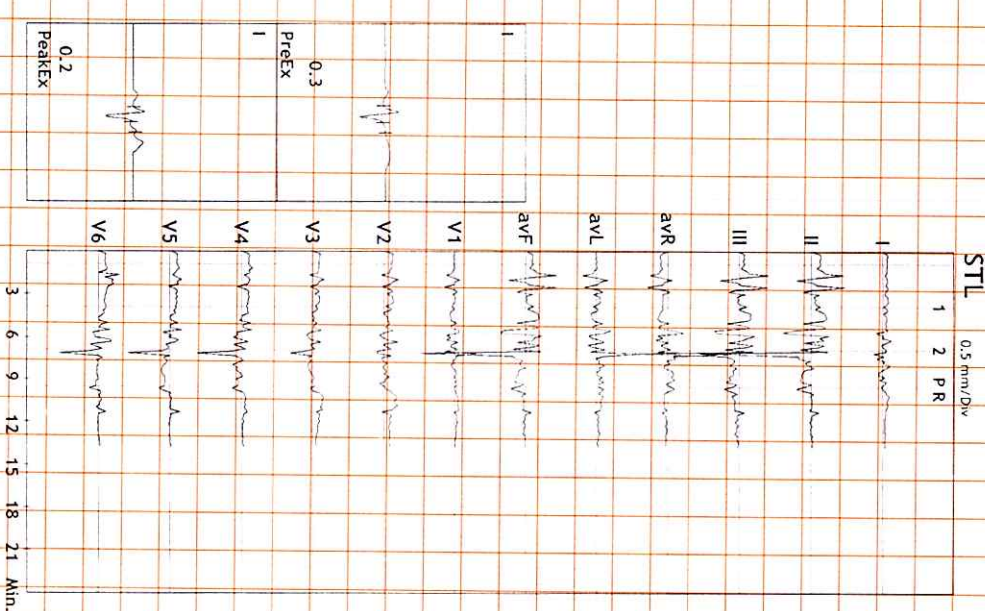 STL 0.5 mm/Div
1 2 PR
I
II
III
avR
avL
avF
V1
V2
V3
V4
V5
V6
3 6 9 12 15 18 21 Min.
I
0.3
PreEx
I
0.2
PeakEx